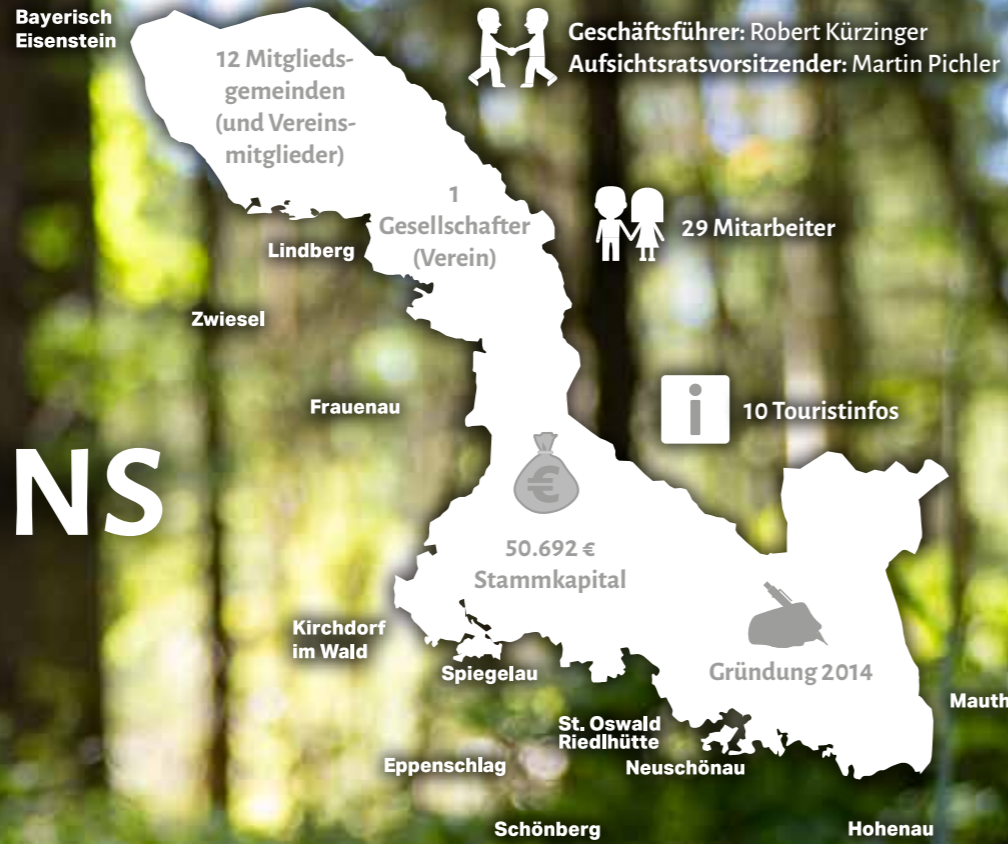 Bayerisch
Eisenstein
Geschäftsführer: Robert Kürzinger
Aufsichtsratsvorsitzender: Martin Pichler
12 Mitglieds-
gemeinden
(und Vereins-
mitglieder)
1
Gesellschafter
(Verein)
29 Mitarbeiter
Lindberg
Zwiesel
Frauenau
i
10 Touristinfos
NS
€
50.692 €
Stammkapital
Kirchdorf
im Wald
Spiegelau
Gründung 2014
Mauth
St. Oswald
Riedlhütte
Neuschönau
Eppenschlag
Schönberg
Hohenau